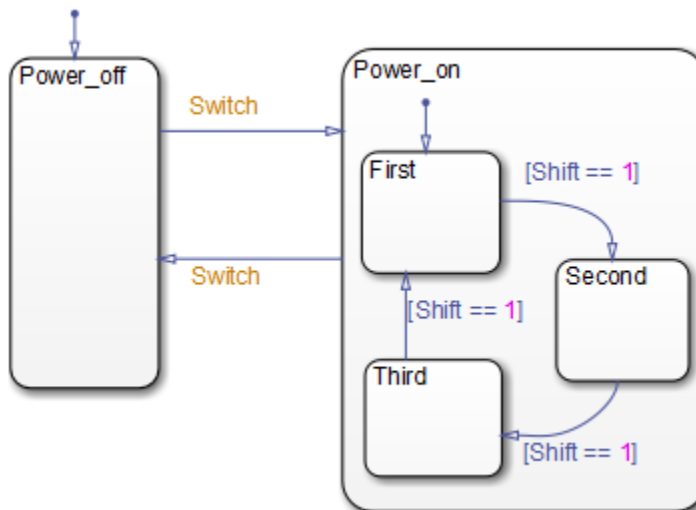 Power_off
Switch
Power_on
First
[Shift == 1]
Second
Switch
[Shift == 1]
Third
[Shift == 1]